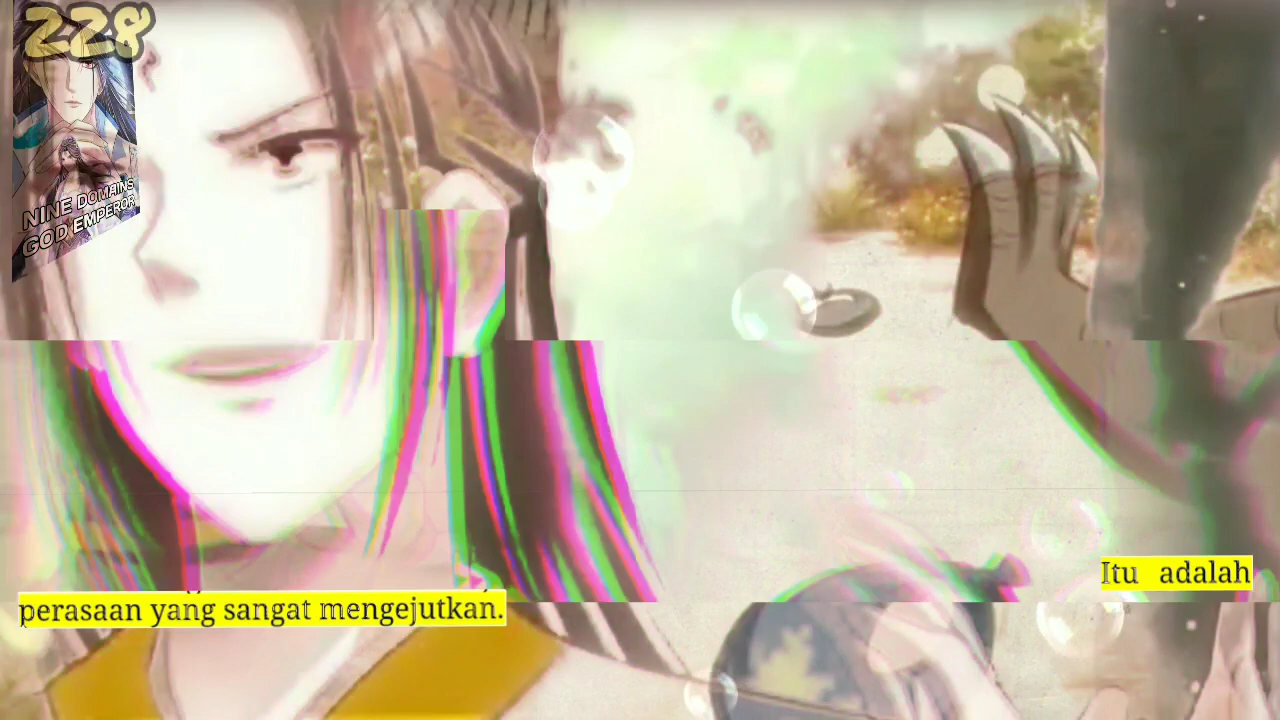 228
NINE DOMAINS
GOD EMPEROR
Itu adalah
perasaan yang sangat mengejutkan.